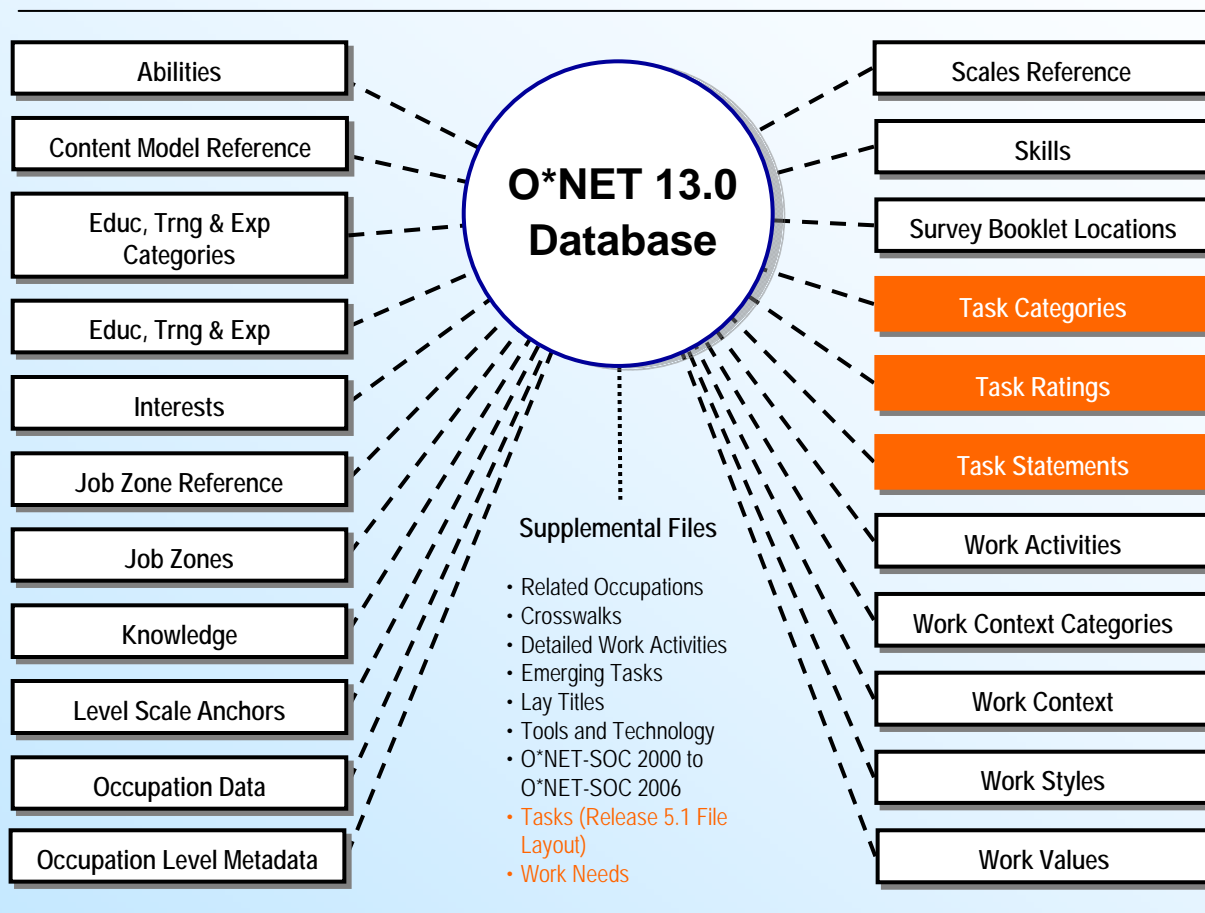 Abilities
Content Model Reference
Educ, Trng & Exp
Categories
Educ, Trng & Exp
Interests
Job Zone Reference
Job Zones
Knowledge
Level Scale Anchors
Occupation Data
Occupation Level Metadata
O*NET 13.0
Database
Supplemental Files
• Related Occupations
• Crosswalks
• Detailed Work Activities
• Emerging Tasks
• Lay Titles
• Tools and Technology
• O*NET-SOC 2000 to
O*NET-SOC 2006
• Tasks (Release 5.1 File
Layout)
• Work Needs
Scales Reference
Skills
Survey Booklet Locations
Task Categories
Task Ratings
Task Statements
Work Activities
Work Context Categories
Work Context
Work Styles
Work Values